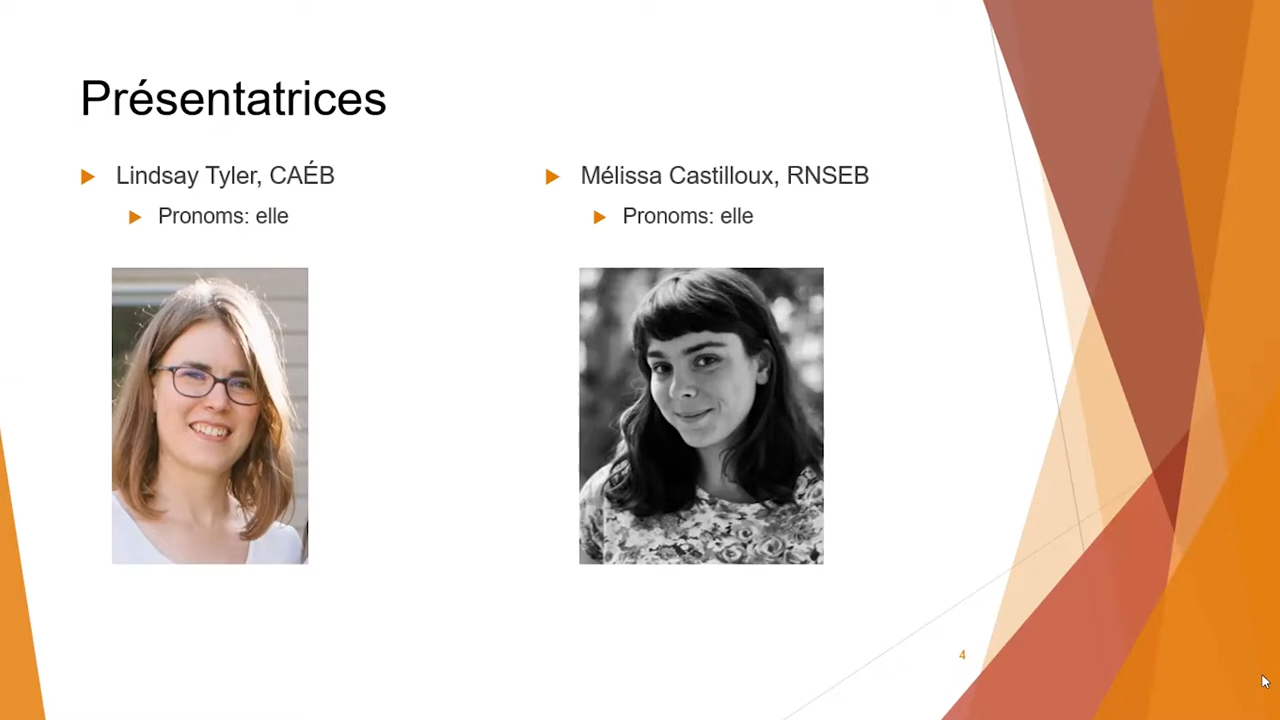 Présentatrices
Lindsay Tyler, CAÉB
Pronoms: elle
Mélissa Castilloux, RNSEB
Pronoms: elle
4